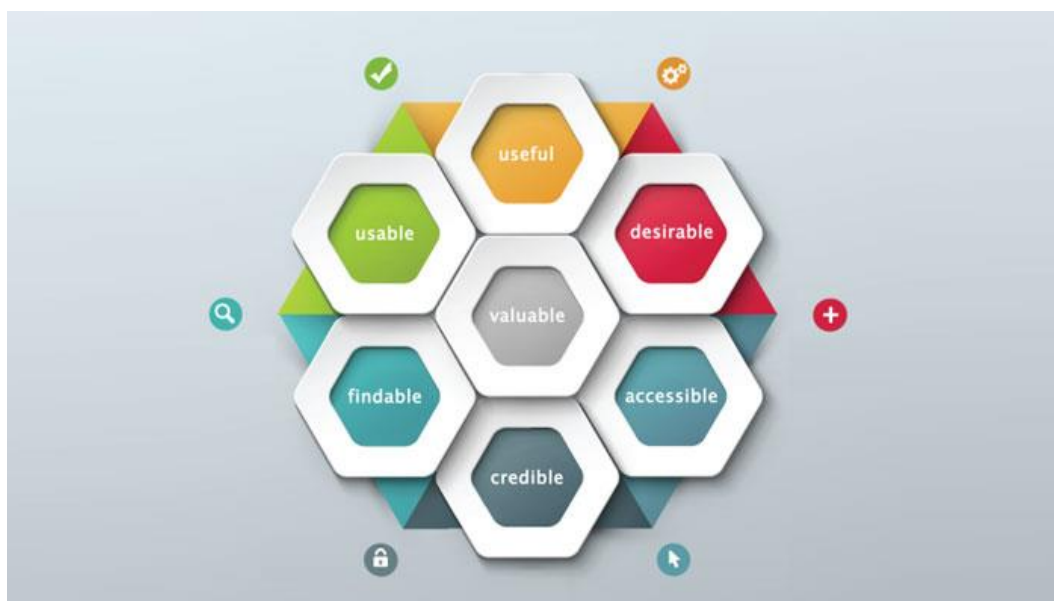 useful
usable
desirable
valuable
findable
accessible
credible